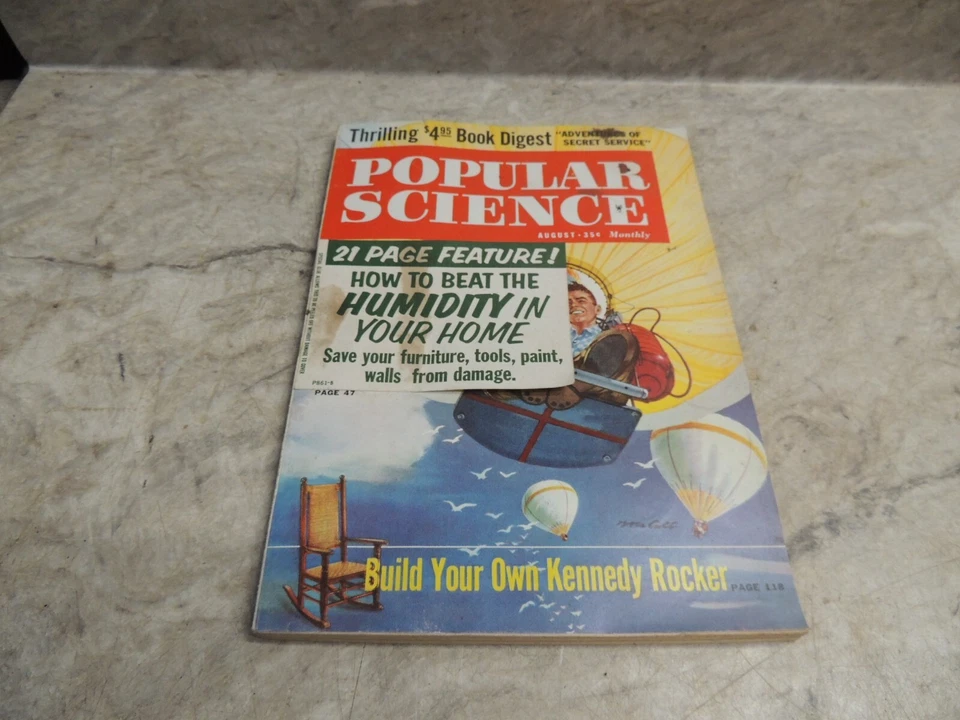 Thrilling $4.95 Book Digest "ADVENTURES OF
SECRET SERVICE"
POPULAR
SCIENCE
AUGUST • 35¢ Monthly
21 PAGE FEATURE!
HOW TO BEAT THE
HUMIDITY IN
YOUR HOME
Save your furniture, tools, paint,
walls from damage.
PS61-8
PAGE 47
Build Your Own Kennedy Rocker PAGE 118